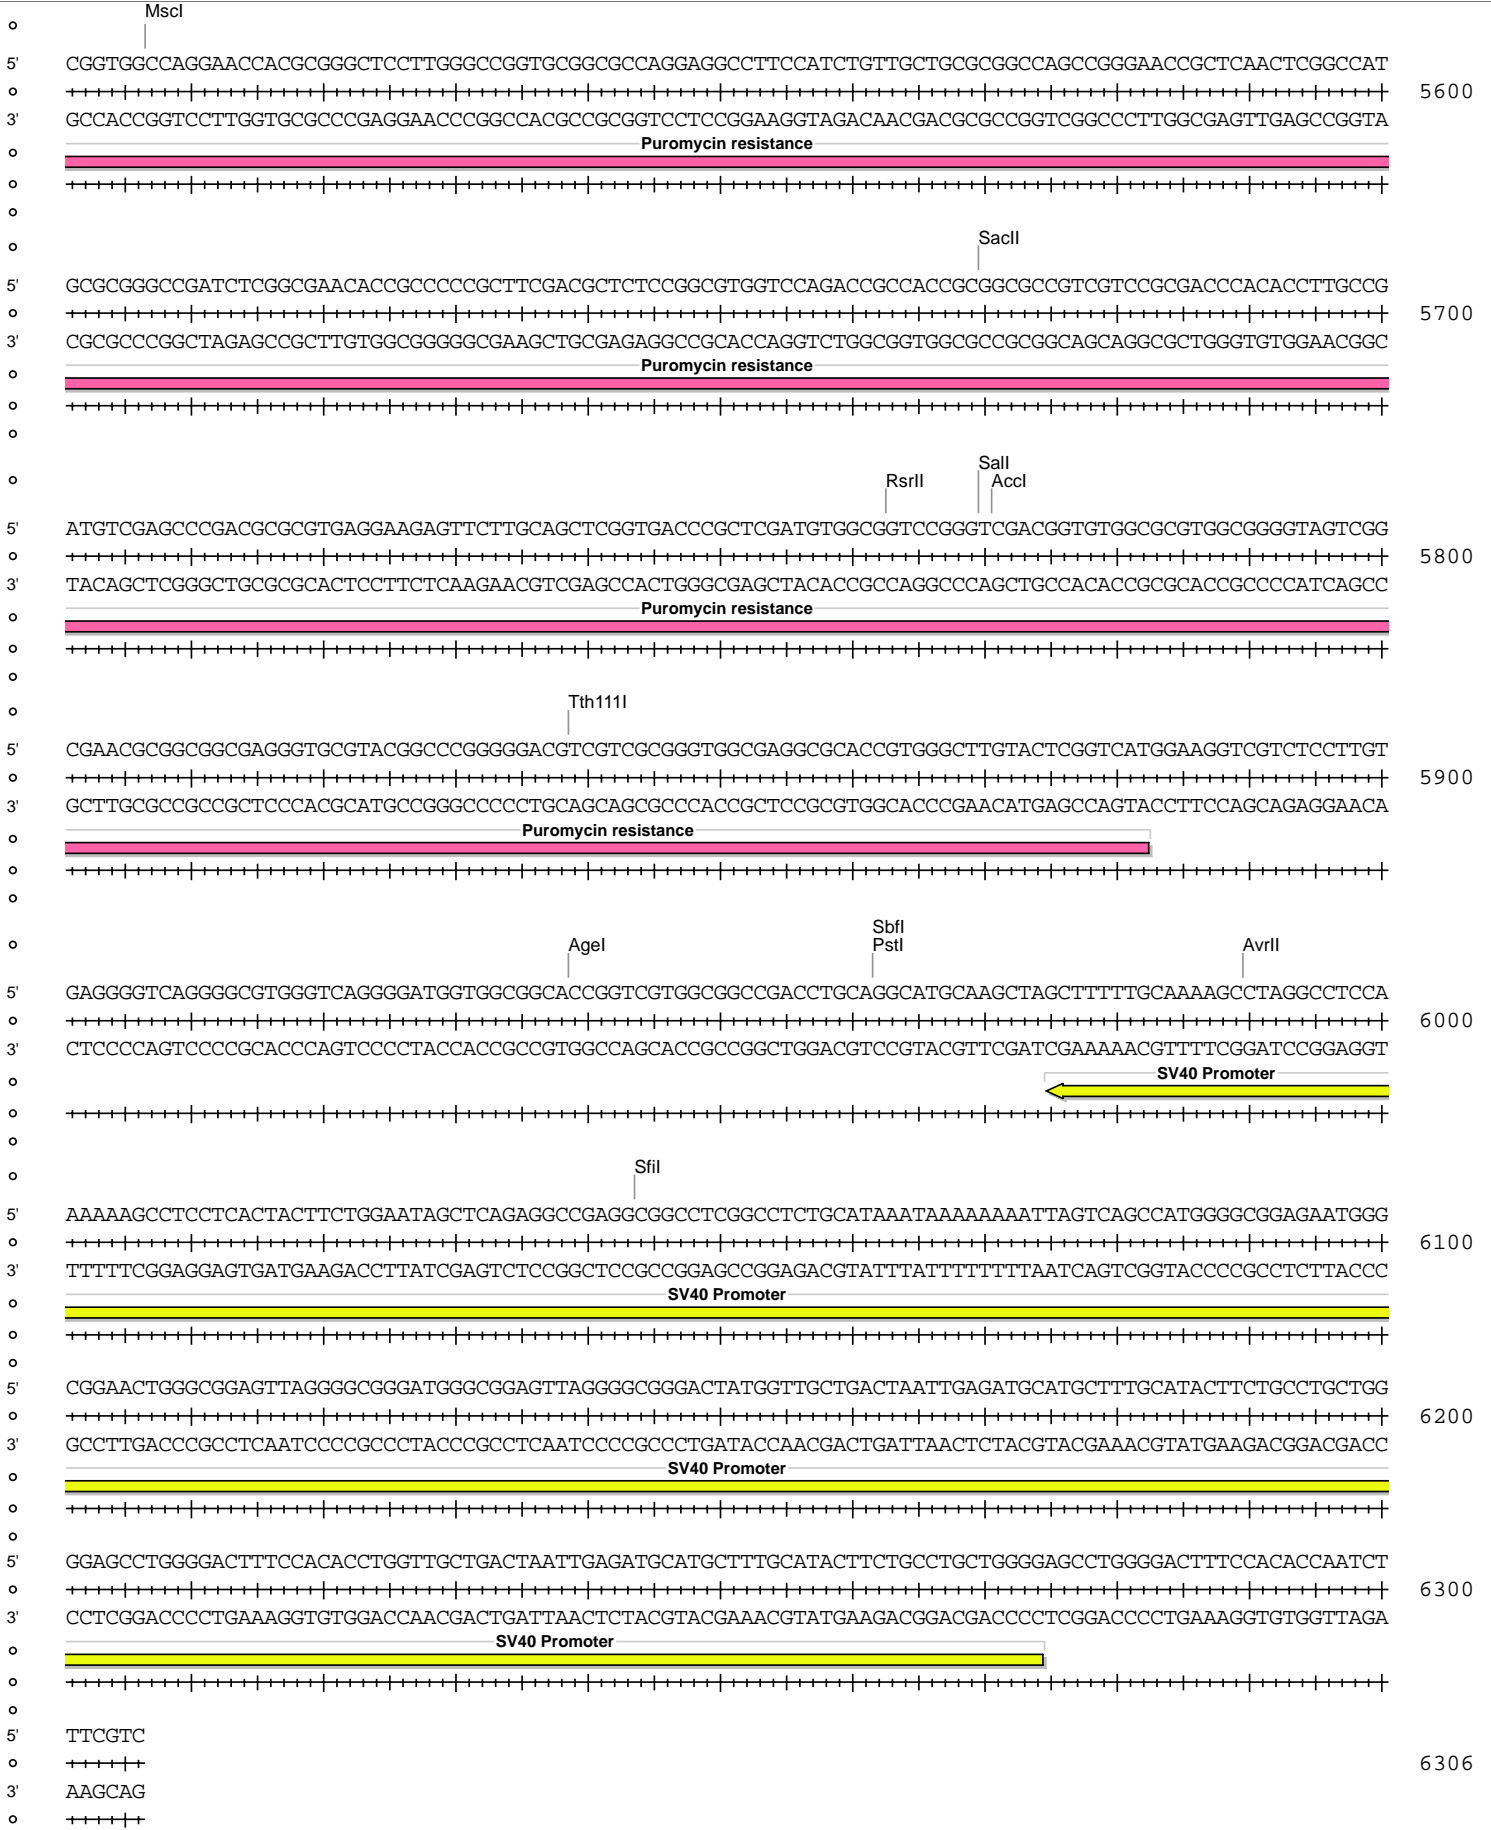 MscI
5' CGGTGGCCAGGAACCACGCGGGCTCCTTGGGCCGGTGCGGCGCCAGGAGGCCTTCCATCTGTTGCTGCGCGGCCAGCCGGGAACCGCTCAACTCGGCCAT
5600
3' GCCACCGGTCCTTGGTGCGCCCGAGGAACCCGGCCACGCCGCGGTCCTCCGGAAGGTAGACAACGACGCGCCGGTCGGCCCTTGGCGAGTTGAGCCGGTA
Puromycin resistance
SacII
5' GCGCGGGCCGATCTCGGCGAACACCGCCCCCGCTTCGACGCTCTCCGGCGTGGTCCAGACCGCCACCGCGGCGCCGTCGTCCGCGACCCACACCTTGCCG
5700
3' CGCGCCCGGCTAGAGCCGCTTGTGGCGGGGGCGAAGCTGCGAGAGGCCGCACCAGGTCTGGCGGTGGCGCCGCGGCAGCAGGCGCTGGGTGTGGAACGGC
Puromycin resistance
SalI
RsrII AccI
5' ATGTCGAGCCCGACGCGCGTGAGGAAGAGTTCTTGCAGCTCGGTGACCCGCTCGATGTGGCGGTCCGGGTCGACGGTGTGGCGCGTGGCGGGGTAGTCGG
5800
3' TACAGCTCGGGCTGCGCGCACTCCTTCTCAAGAACGTCGAGCCACTGGGCGAGCTACACCGCCAGGCCCAGCTGCCACACCGCGCACCGCCCCATCAGCC
Puromycin resistance
Tth111I
5' CGAACGCGGCGGCGAGGGTGCGTACGGCCCGGGGGACGTCGTCGCGGGTGGCGAGGCGCACCGTGGGCTTGTACTCGGTCATGGAAGGTCGTCTCCTTGT
5900
3' GCTTGCGCCGCCGCTCCCACGCATGCCGGGCCCCCTGCAGCAGCGCCCACCGCTCCGCGTGGCACCCGAACATGAGCCAGTACCTTCCAGCAGAGGAACA
Puromycin resistance
SbfI
AgeI PstI AvrII
5' GAGGGGTCAGGGGCGTGGGTCAGGGGATGGTGGCGGCACCGGTCGTGGCGGCCGACCTGCAGGCATGCAAGCTAGCTTTTTGCAAAAGCCTAGGCCTCCA
6000
3' CTCCCCAGTCCCCGCACCCAGTCCCCTACCACCGCCGTGGCCAGCACCGCCGGCTGGACGTCCGTACGTTCGATCGAAAAACGTTTTCGGATCCGGAGGT
SV40 Promoter
SfiI
5' AAAAAGCCTCCTCACTACTTCTGGAATAGCTCAGAGGCCGAGGCGGCCTCGGCCTCTGCATAAATAAAAAAAATTAGTCAGCCATGGGGCGGAGAATGGG
6100
3' TTTTTCGGAGGAGTGATGAAGACCTTATCGAGTCTCCGGCTCCGCCGGAGCCGGAGACGTATTTATTTTTTTTAATCAGTCGGTACCCCGCCTCTTACCC
SV40 Promoter
5' CGGAACTGGGCGGAGTTAGGGGCGGGATGGGCGGAGTTAGGGGCGGGACTATGGTTGCTGACTAATTGAGATGCATGCTTTGCATACTTCTGCCTGCTGG
6200
3' GCCTTGACCCGCCTCAATCCCCGCCCTACCCGCCTCAATCCCCGCCCTGATACCAACGACTGATTAACTCTACGTACGAAACGTATGAAGACGGACGACC
SV40 Promoter
5' GGAGCCTGGGGACTTTCCACACCTGGTTGCTGACTAATTGAGATGCATGCTTTGCATACTTCTGCCTGCTGGGGAGCCTGGGGACTTTCCACACCAATCT
6300
3' CCTCGGACCCCTGAAAGGTGTGGACCAACGACTGATTAACTCTACGTACGAAACGTATGAAGACGGACGACCCCTCGGACCCCTGAAAGGTGTGGTTAGA
SV40 Promoter
5' TTCGTC
6306
3' AAGCAG